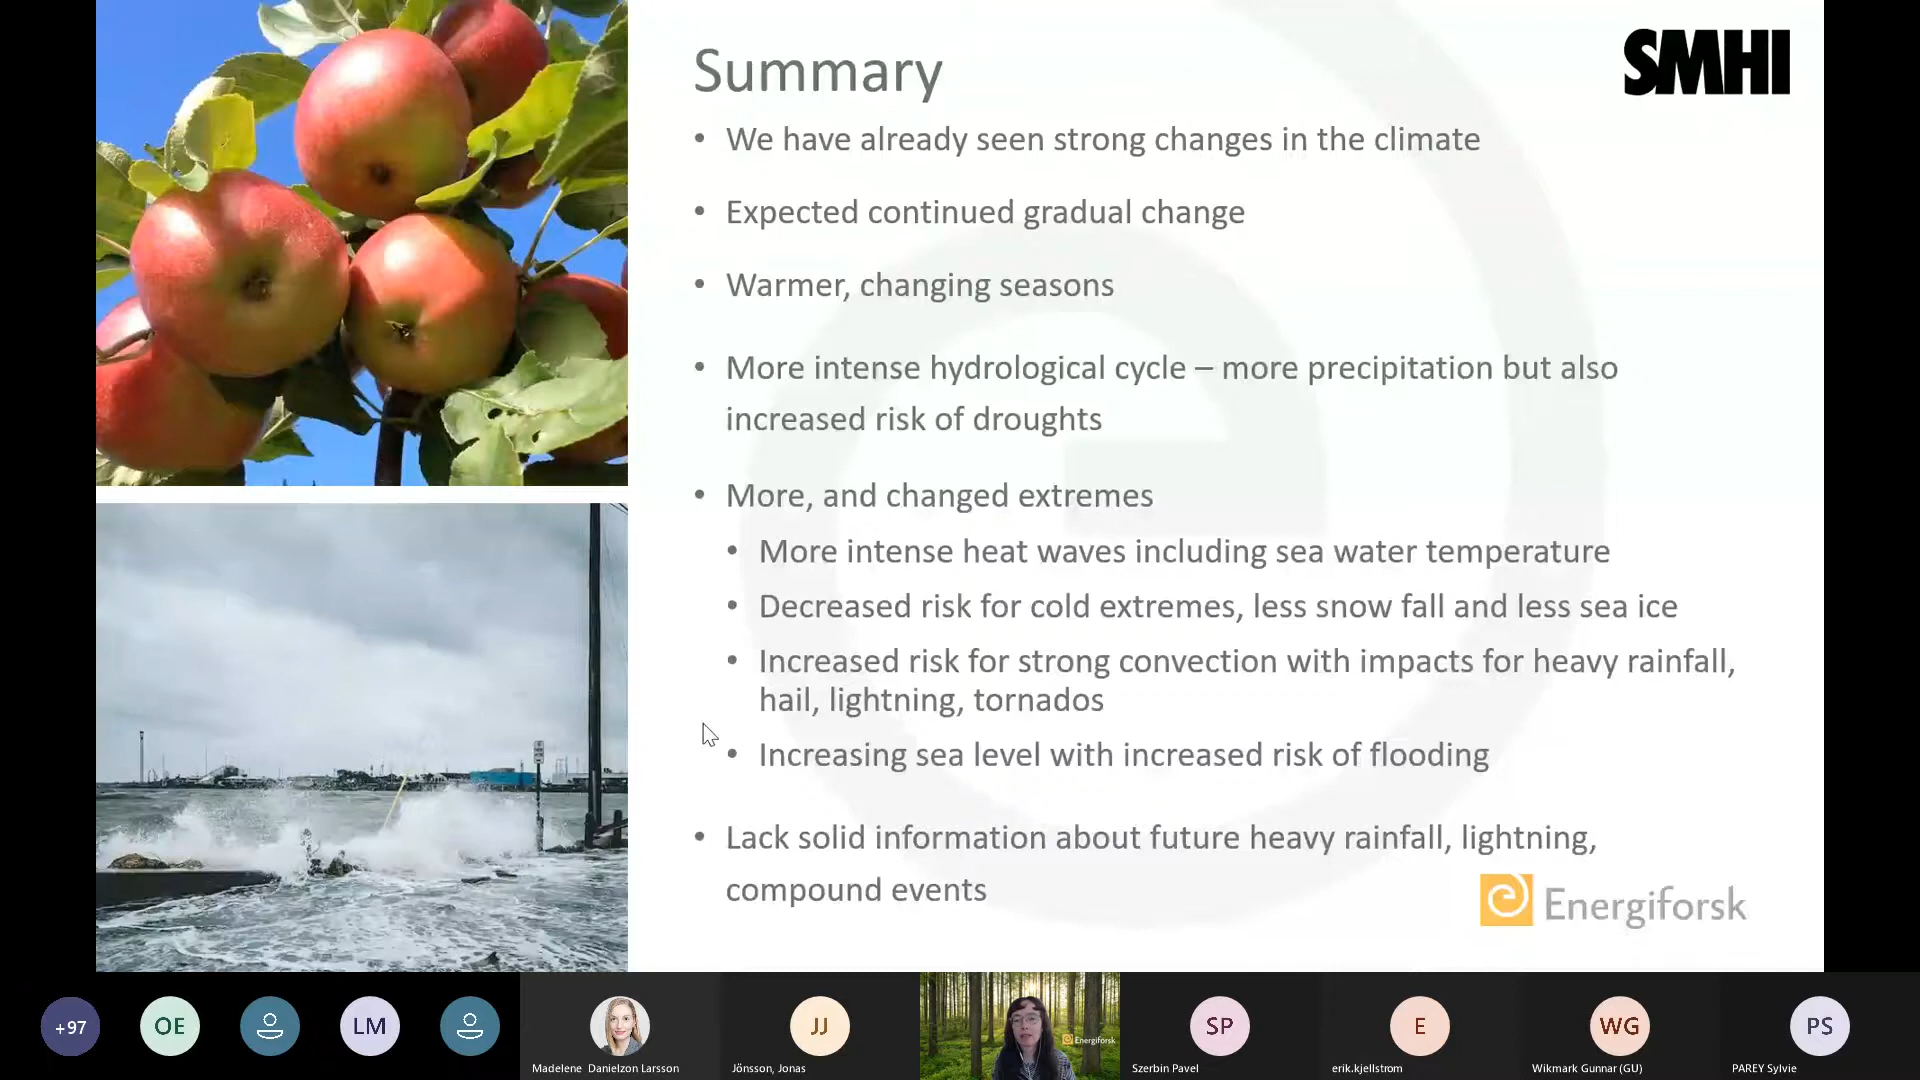 Summary
SMHI
• We have already seen strong changes in the climate
• Expected continued gradual change
• Warmer, changing seasons
• More intense hydrological cycle – more precipitation but also
increased risk of droughts
• More, and changed extremes
• More intense heat waves including sea water temperature
• Decreased risk for cold extremes, less snow fall and less sea ice
• Increased risk for strong convection with impacts for heavy rainfall,
hail, lightning, tornados
• Increasing sea level with increased risk of flooding
• Lack solid information about future heavy rainfall, lightning,
compound events
Energiforsk
+97
OE
LM
Madelene Danielzon Larsson
JJ
Jönsson, Jonas
Energiforsk
SP
Szerbin Pavel
E
erik.kjellstrom
WG
Wikmark Gunnar (GU)
PS
PAREY Sylvie